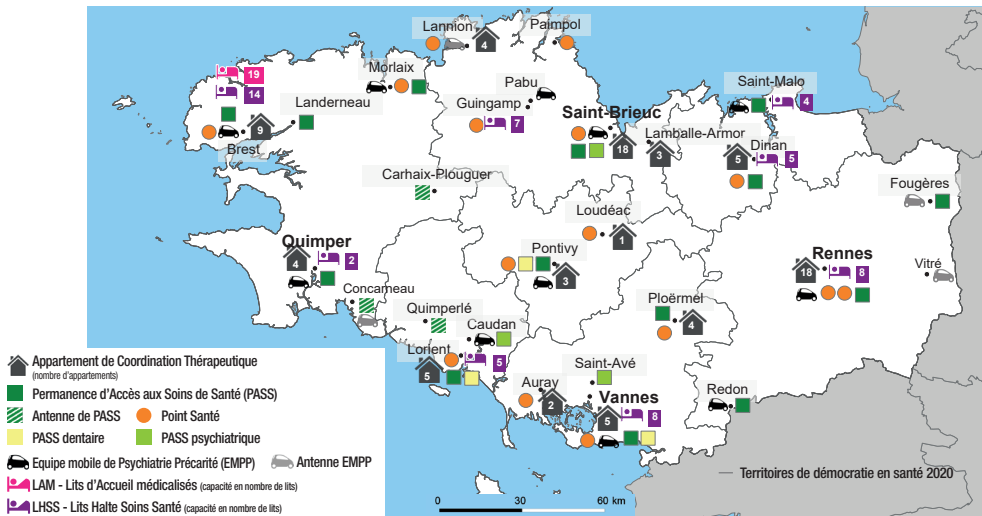 Lannion
4
Paimpol
Morlaix
19
14
Landerneau
9
Brest
Pabu
Guingamp
7
Saint-Brieuc
18
Lamballe-Armor
3
Saint-Malo
4
Dinan
5
5
Fougères
Carhaix-Plouguer
Loudéac
1
Quimper
4
2
Pontivy
3
Rennes
18
8
Vitré
Concarneau
Quimperlé
Caudan
Ploërmel
4
Lorient
5
5
Saint-Avé
Auray
2
Vannes
5
8
Redon
Appartement de Coordination Thérapeutique
(nombre d'appartements)
Permanence d'Accès aux Soins de Santé (PASS)
Antenne de PASS
Point Santé
PASS dentaire
PASS psychiatrique
Equipe mobile de Psychiatrie Précarité (EMPP)
Antenne EMPP
LAM - Lits d'Accueil médicalisés (capacité en nombre de lits)
LHSS - Lits Halte Soins Santé (capacité en nombre de lits)
0 30 60 km
Territoires de démocratie en santé 2020